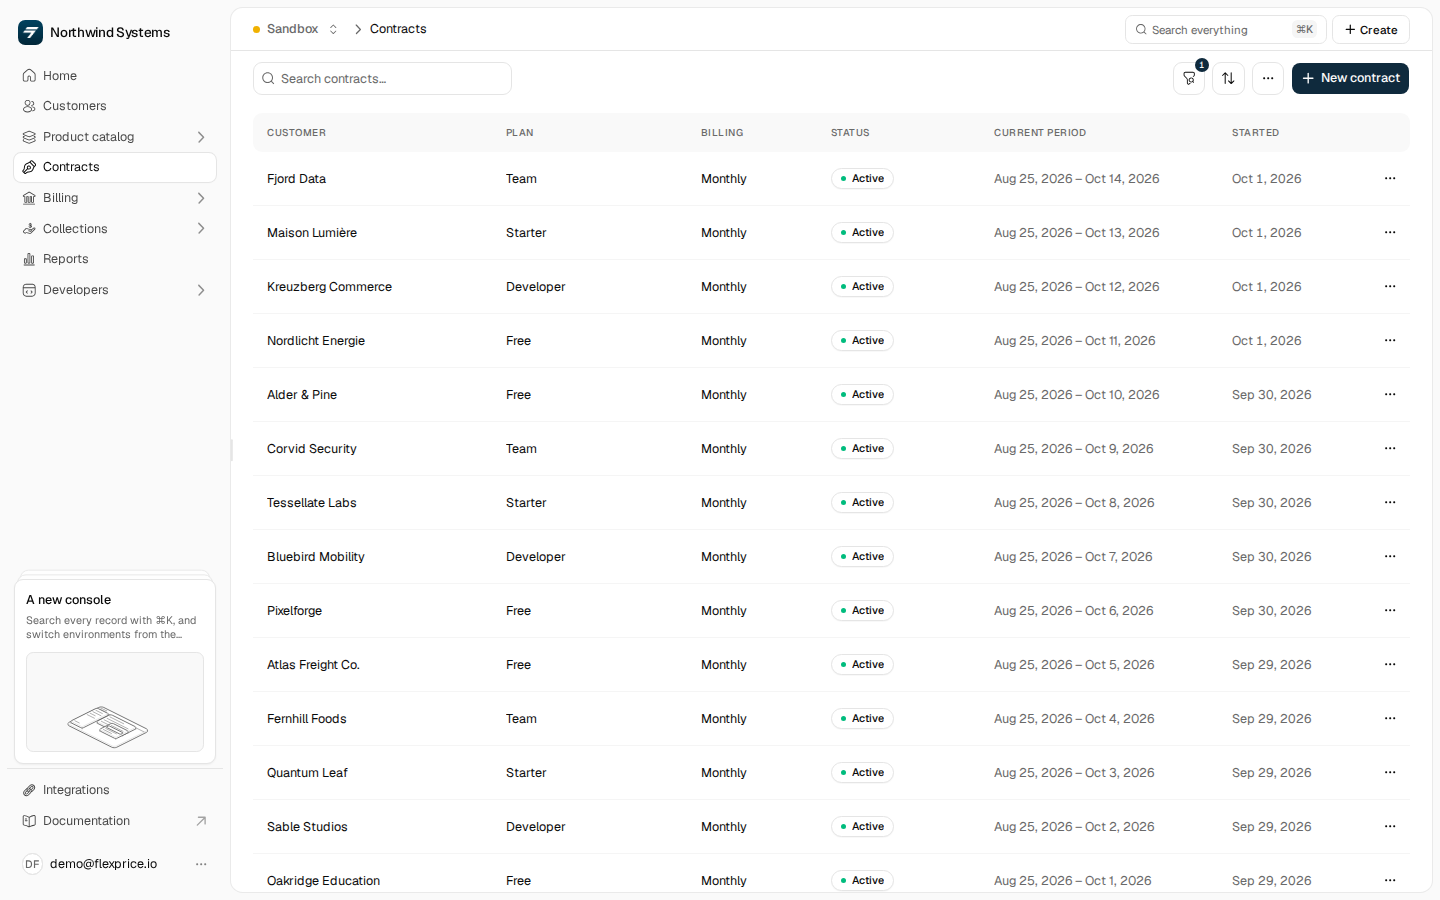 Northwind Systems
Home
Customers
Product catalog
Contracts
Billing
Collections
Reports
Developers
A new console
Search every record with ⌘K, and
switch environments from the...
Integrations
Documentation
DF demo@flexprice.io
Sandbox Contracts
Search everything ⌘K
Create
Search contracts...
1
New contract
CUSTOMER PLAN BILLING STATUS CURRENT PERIOD STARTED
Fjord Data Team Monthly Active Aug 25, 2026 – Oct 14, 2026 Oct 1, 2026
Maison Lumière Starter Monthly Active Aug 25, 2026 – Oct 13, 2026 Oct 1, 2026
Kreuzberg Commerce Developer Monthly Active Aug 25, 2026 – Oct 12, 2026 Oct 1, 2026
Nordlicht Energie Free Monthly Active Aug 25, 2026 – Oct 11, 2026 Oct 1, 2026
Alder & Pine Free Monthly Active Aug 25, 2026 – Oct 10, 2026 Sep 30, 2026
Corvid Security Team Monthly Active Aug 25, 2026 – Oct 9, 2026 Sep 30, 2026
Tessellate Labs Starter Monthly Active Aug 25, 2026 – Oct 8, 2026 Sep 30, 2026
Bluebird Mobility Developer Monthly Active Aug 25, 2026 – Oct 7, 2026 Sep 30, 2026
Pixelforge Free Monthly Active Aug 25, 2026 – Oct 6, 2026 Sep 30, 2026
Atlas Freight Co. Free Monthly Active Aug 25, 2026 – Oct 5, 2026 Sep 29, 2026
Fernhill Foods Team Monthly Active Aug 25, 2026 – Oct 4, 2026 Sep 29, 2026
Quantum Leaf Starter Monthly Active Aug 25, 2026 – Oct 3, 2026 Sep 29, 2026
Sable Studios Developer Monthly Active Aug 25, 2026 – Oct 2, 2026 Sep 29, 2026
Oakridge Education Free Monthly Active Aug 25, 2026 – Oct 1, 2026 Sep 29, 2026